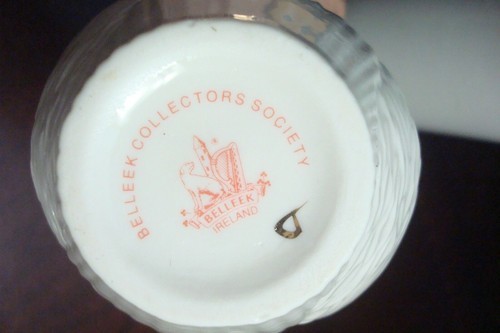 BELLEEK COLLECTORS SOCIETY
BELLEEK
IRELAND